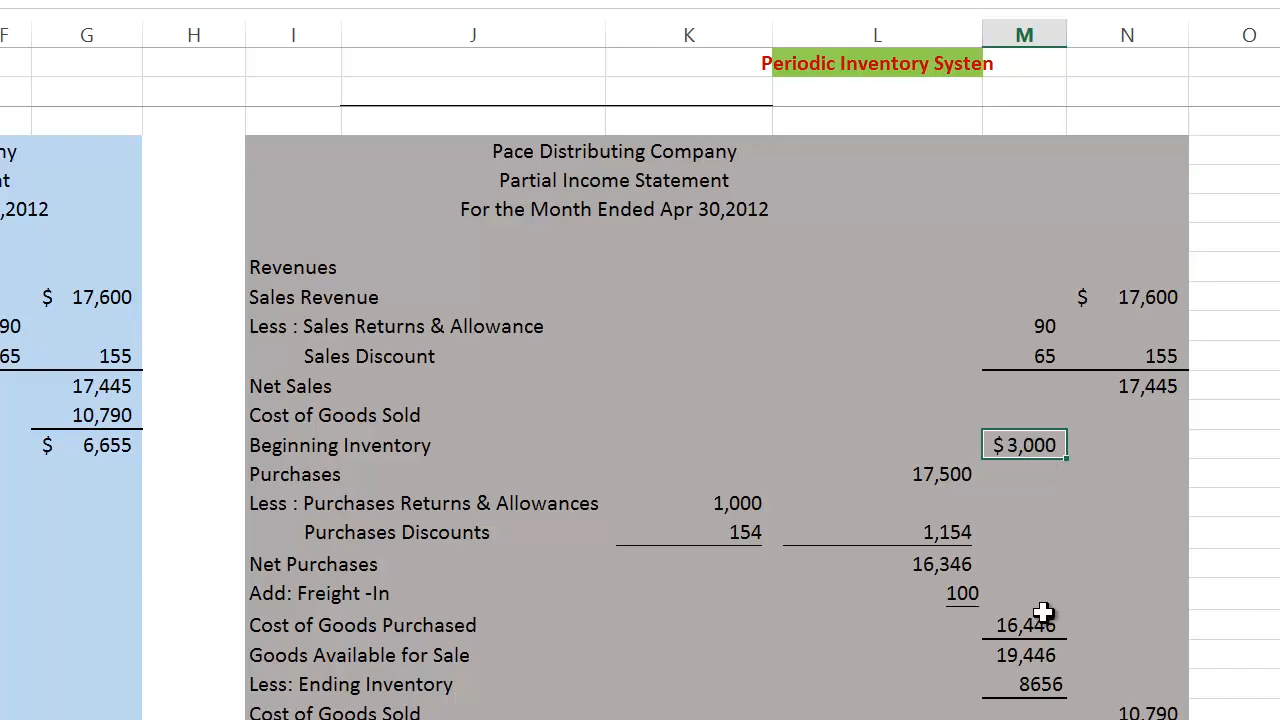 F G H I J K L M N O
Periodic Inventory Systen
ny Pace Distributing Company
nt Partial Income Statement
,2012 For the Month Ended Apr 30,2012
Revenues
$ 17,600 Sales Revenue $ 17,600
90 Less : Sales Returns & Allowance 90
65 155 Sales Discount 65 155
17,445 Net Sales 17,445
10,790 Cost of Goods Sold
$ 6,655 Beginning Inventory $ 3,000
Purchases 17,500
Less : Purchases Returns & Allowances 1,000
Purchases Discounts 154 1,154
Net Purchases 16,346
Add: Freight -In 100
Cost of Goods Purchased 16,446
Goods Available for Sale 19,446
Less: Ending Inventory 8656
Cost of Goods Sold 10,790